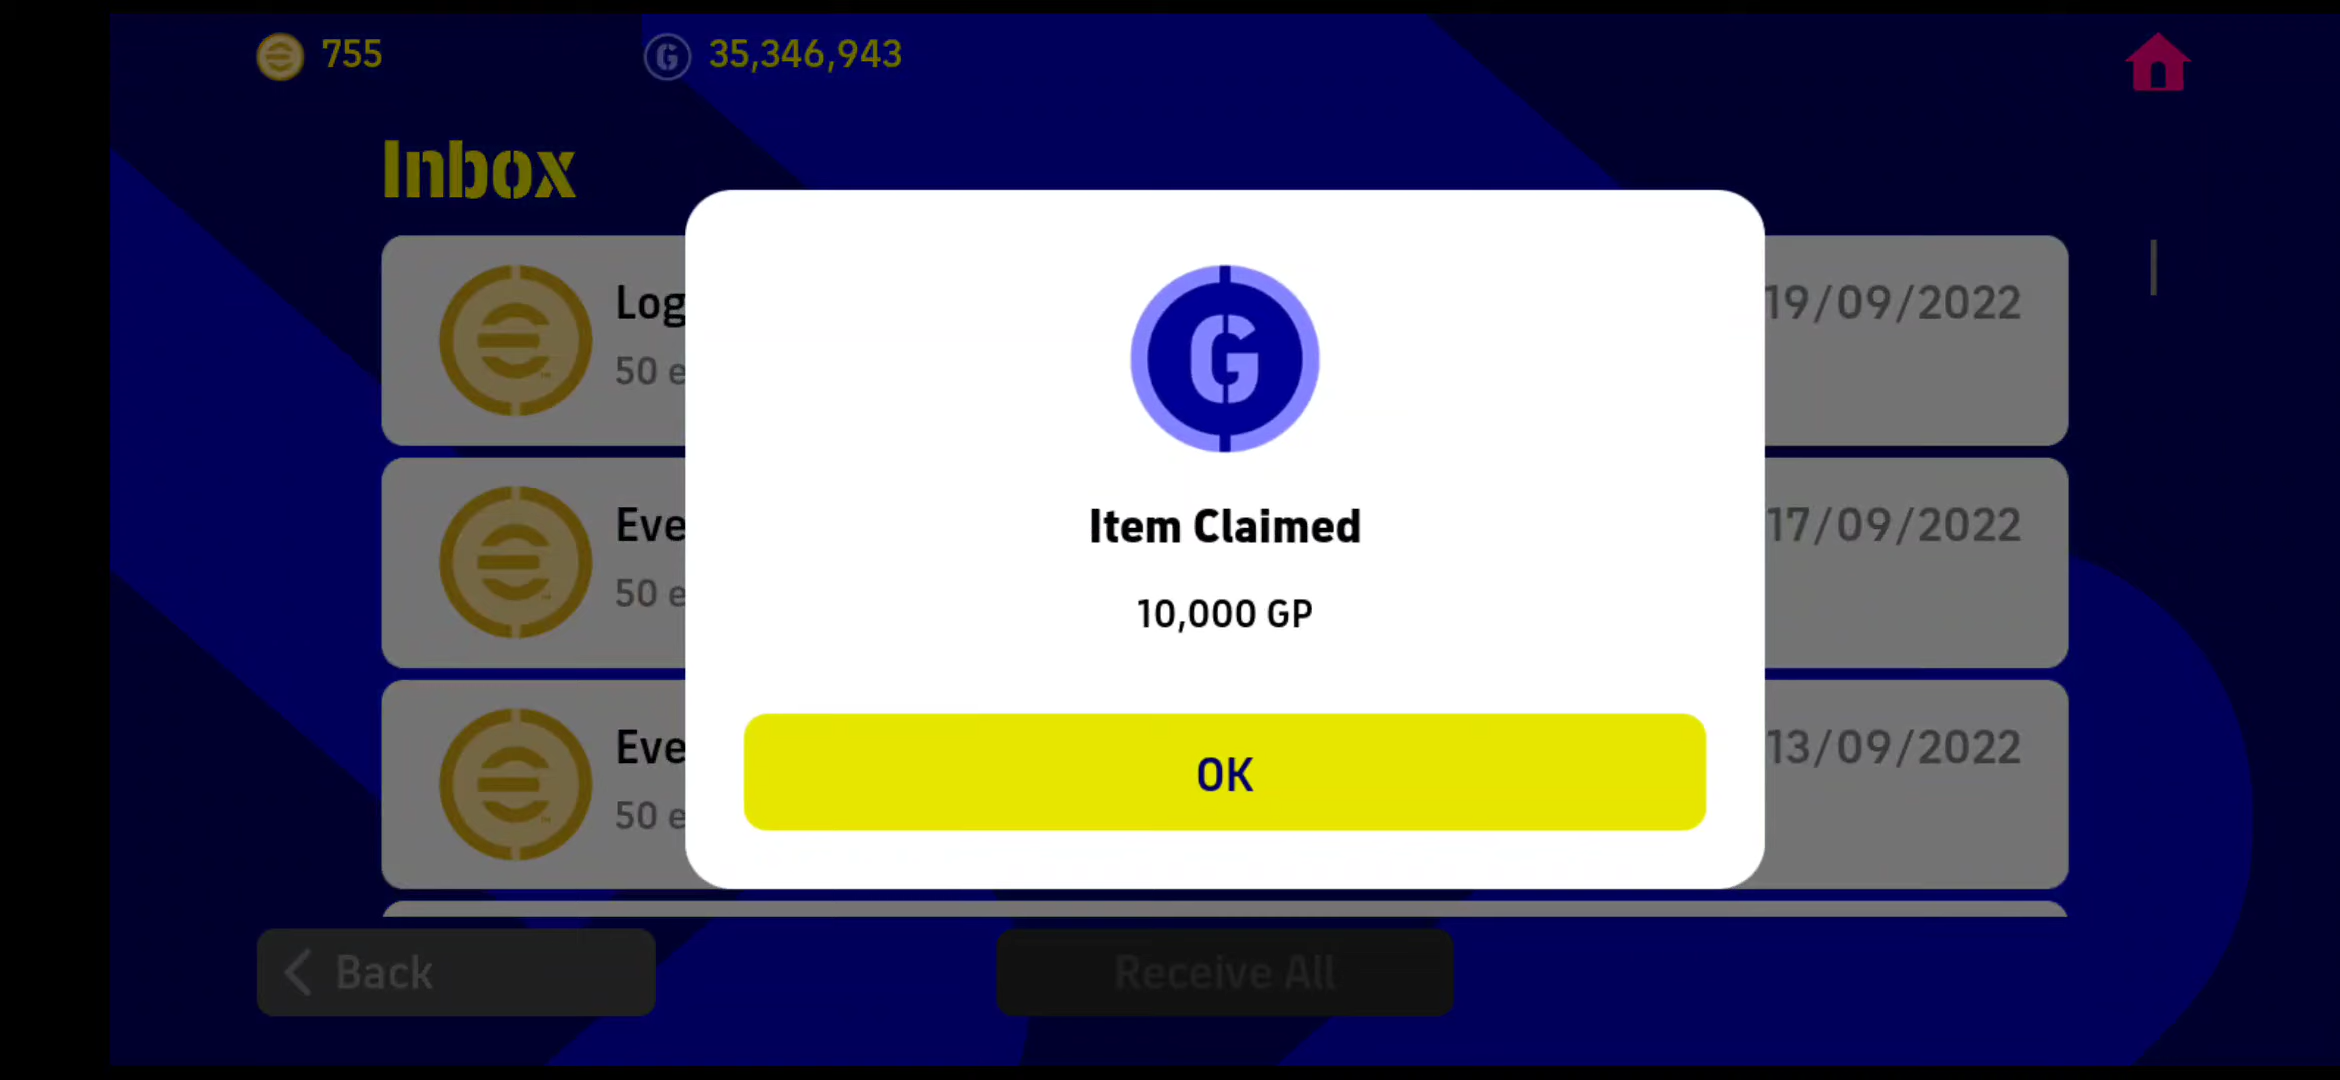 755
35,346,943
Inbox
Log
50 e
19/09/2022
Eve
50 e
17/09/2022
Eve
50 e
13/09/2022
G
Item Claimed
10,000 GP
OK
Back
Receive All